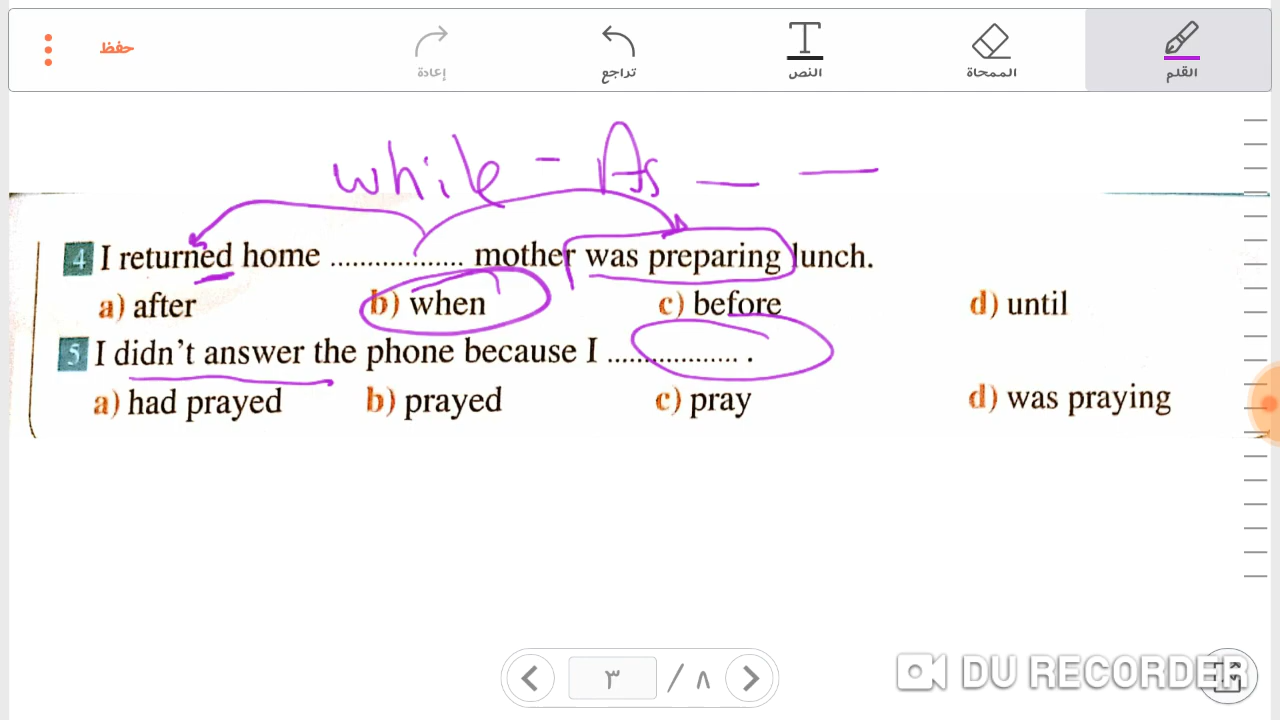 حفظ
إعادة
تراجع
النص
الممحاة
القلم
while - As
4 I returned home .................. mother was preparing lunch.
a) after b) when c) before d) until
5 I didn't answer the phone because I .................. .
a) had prayed b) prayed c) pray d) was praying
٣ / ٨
DU RECORDER